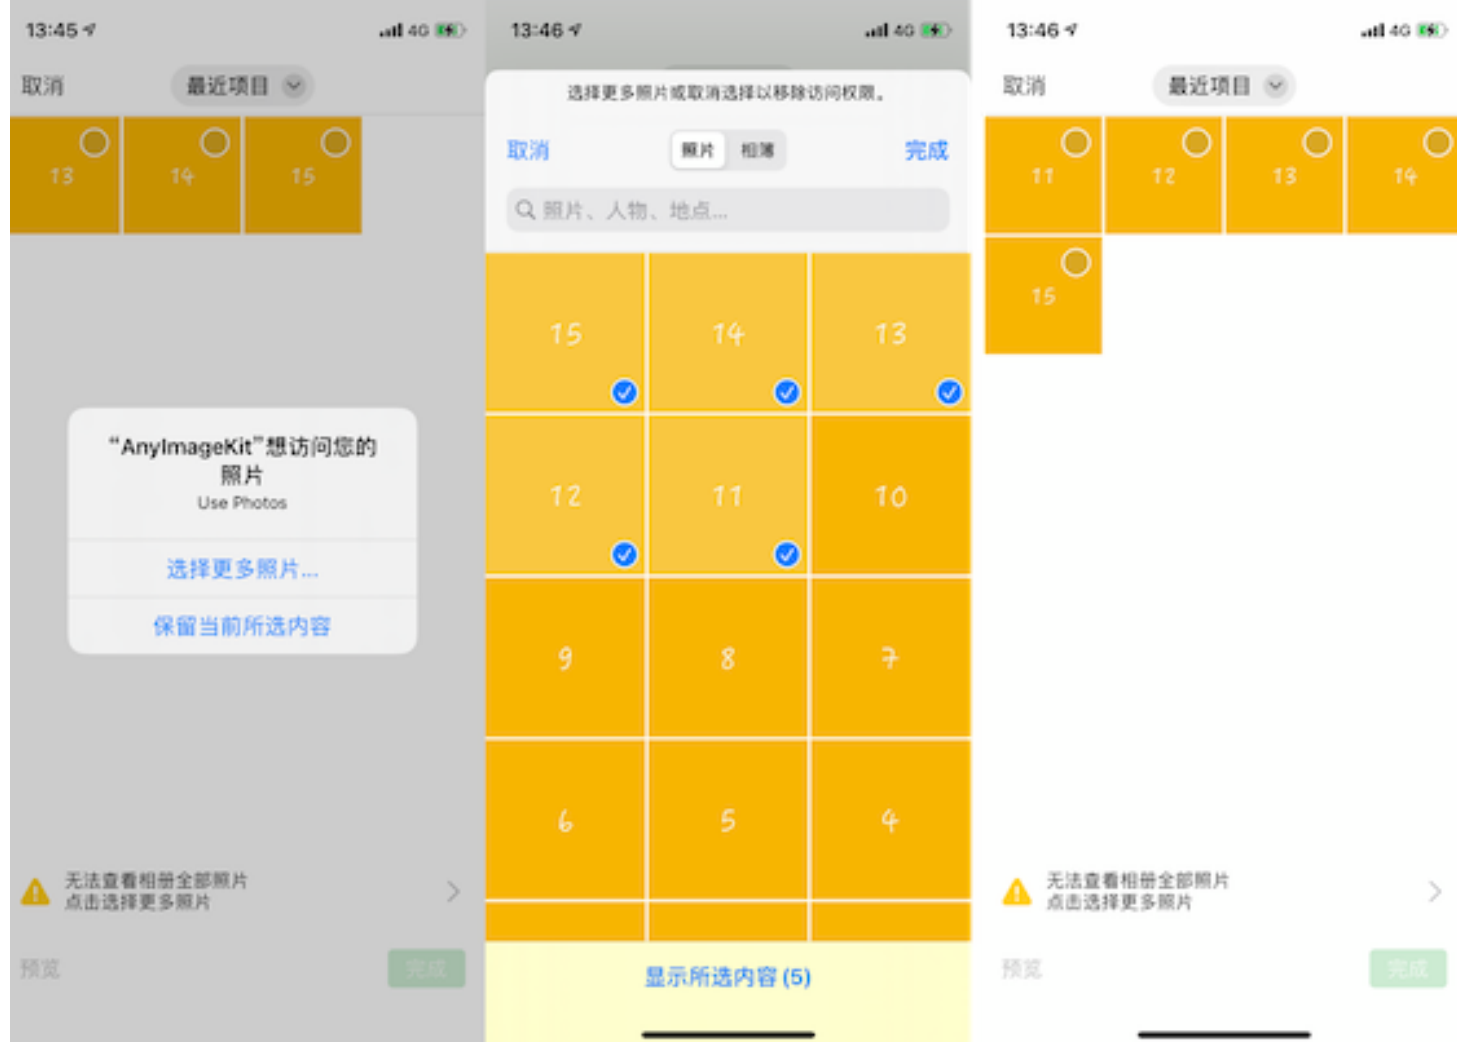 13:45
4G
取消
最近项目
13
14
15
“AnyImageKit”想访问您的
照片
Use Photos
选择更多照片...
保留当前所选内容
无法查看相册全部照片
点击选择更多照片
预览
完成
13:46
4G
选择更多照片或取消选择以移除访问权限。
取消
照片
相簿
完成
照片、人物、地点...
15
14
13
12
11
10
9
8
7
6
5
4
显示所选内容 (5)
13:46
4G
取消
最近项目
11
12
13
14
15
无法查看相册全部照片
点击选择更多照片
预览
完成